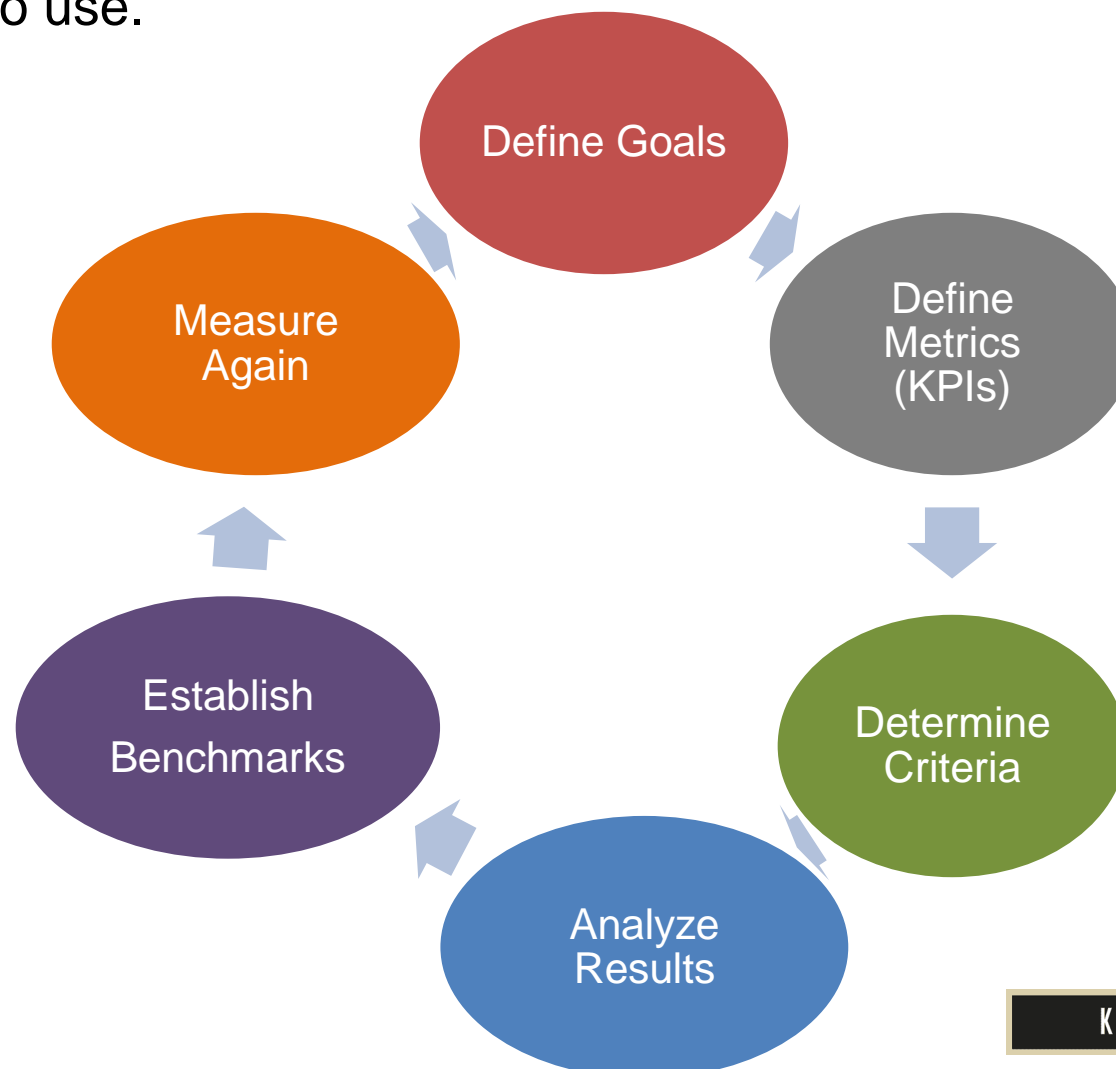 o use.
Define Goals
Define
Metrics
(KPIs)
Determine
Criteria
Analyze
Results
Establish
Benchmarks
Measure
Again
K